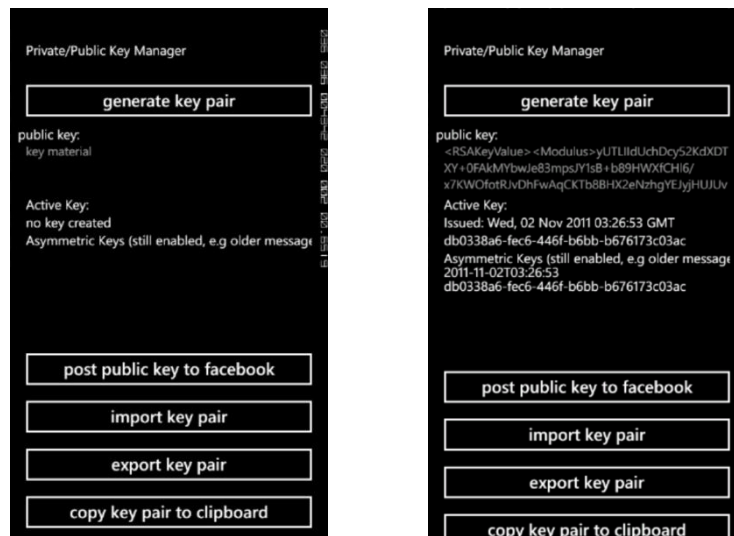 Private/Public Key Manager
generate key pair
public key:
key material
Active Key:
no key created
Asymmetric Keys (still enabled, e.g older message
post public key to facebook
import key pair
export key pair
copy key pair to clipboard
Private/Public Key Manager
generate key pair
public key:
<RSAKeyValue><Modulus>yUTLIIdUchDcy52KdXDT
XY+0FAkMYbwJe83mpsJY1sB+bB9HWXfCHI6/
x7KWOfotRJvDhFwAqCKTb8BHX2eNzhgYEJyjHUJUv
Active Key:
Issued: Wed, 02 Nov 2011 03:26:53 GMT
db0338a6-fec6-446f-b6bb-b676173c03ac
Asymmetric Keys (still enabled, e.g older message
2011-11-02T03:26:53
db0338a6-fec6-446f-b6bb-b676173c03ac
post public key to facebook
import key pair
export key pair
copy key pair to clipboard